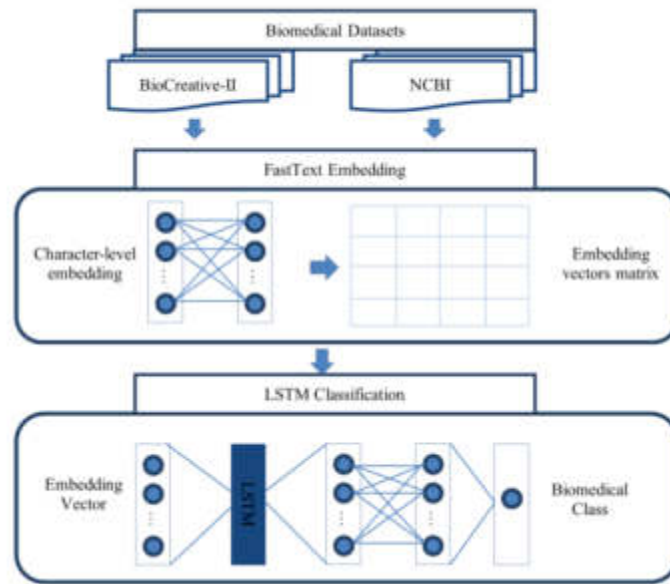 Biomedical Datasets
BioCreative-II
NCBI
FastText Embedding
Character-level
embedding
Embedding
vectors matrix
LSTM Classification
Embedding
Vector
LSTM
Biomedical
Class